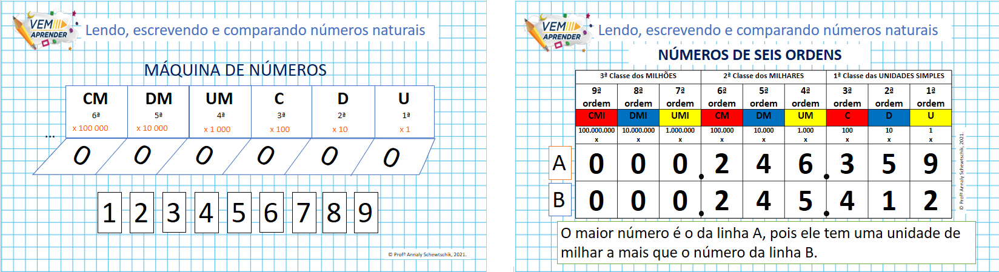 VEM
APRENDER
Lendo, escrevendo e comparando números naturais
MÁQUINA DE NÚMEROS
CM DM UM C D U
6ª 5ª 4ª 3ª 2ª 1ª
x 100 000 x 10 000 x 1 000 x 100 x 10 x 1
...
0 0 0 0 0 0
1 2 3 4 5 6 7 8 9
© Profª Annaly Schewtschik, 2021.
VEM
APRENDER
Lendo, escrevendo e comparando números naturais
NÚMEROS DE SEIS ORDENS
3ª Classe dos MILHÕES 2ª Classe dos MILHARES 1ª Classe das UNIDADES SIMPLES
9ª 8ª 7ª 6ª 5ª 4ª 3ª 2ª 1ª
ordem ordem ordem ordem ordem ordem ordem ordem ordem
CMI DMI UMI CM DM UM C D U
100.000.000 10.000.000 1.000.000 100.000 10.000 1.000 100 10 1
x x x x x x x x x
A 0 0 0.2 4 6.3 5 9
B 0 0 0.2 4 5.4 1 2
© Profª Annaly Schewtschik, 2021.
O maior número é o da linha A, pois ele tem uma unidade de
milhar a mais que o número da linha B.